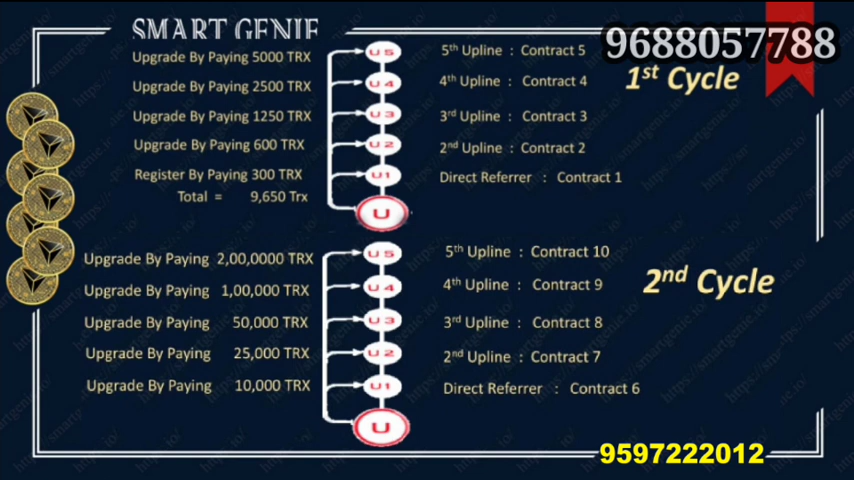 SMART GENIE
9688057788
Upgrade By Paying 5000 TRX U5 5th Upline : Contract 5
1st Cycle
Upgrade By Paying 2500 TRX U4 4th Upline : Contract 4
Upgrade By Paying 1250 TRX U3 3rd Upline : Contract 3
Upgrade By Paying 600 TRX U2 2nd Upline : Contract 2
Register By Paying 300 TRX U1 Direct Referrer : Contract 1
Total = 9,650 Trx
U
Upgrade By Paying 2,00,0000 TRX U5 5th Upline : Contract 10
2nd Cycle
Upgrade By Paying 1,00,000 TRX U4 4th Upline : Contract 9
Upgrade By Paying 50,000 TRX U3 3rd Upline : Contract 8
Upgrade By Paying 25,000 TRX U2 2nd Upline : Contract 7
Upgrade By Paying 10,000 TRX U1 Direct Referrer : Contract 6
U
9597222012
https://smartgenie.io/